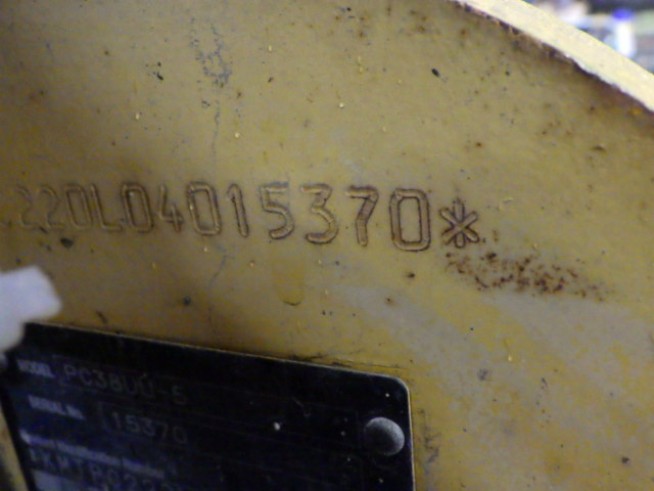 220L04015370*
MODEL PC38UU-5
SERIAL No. 15370